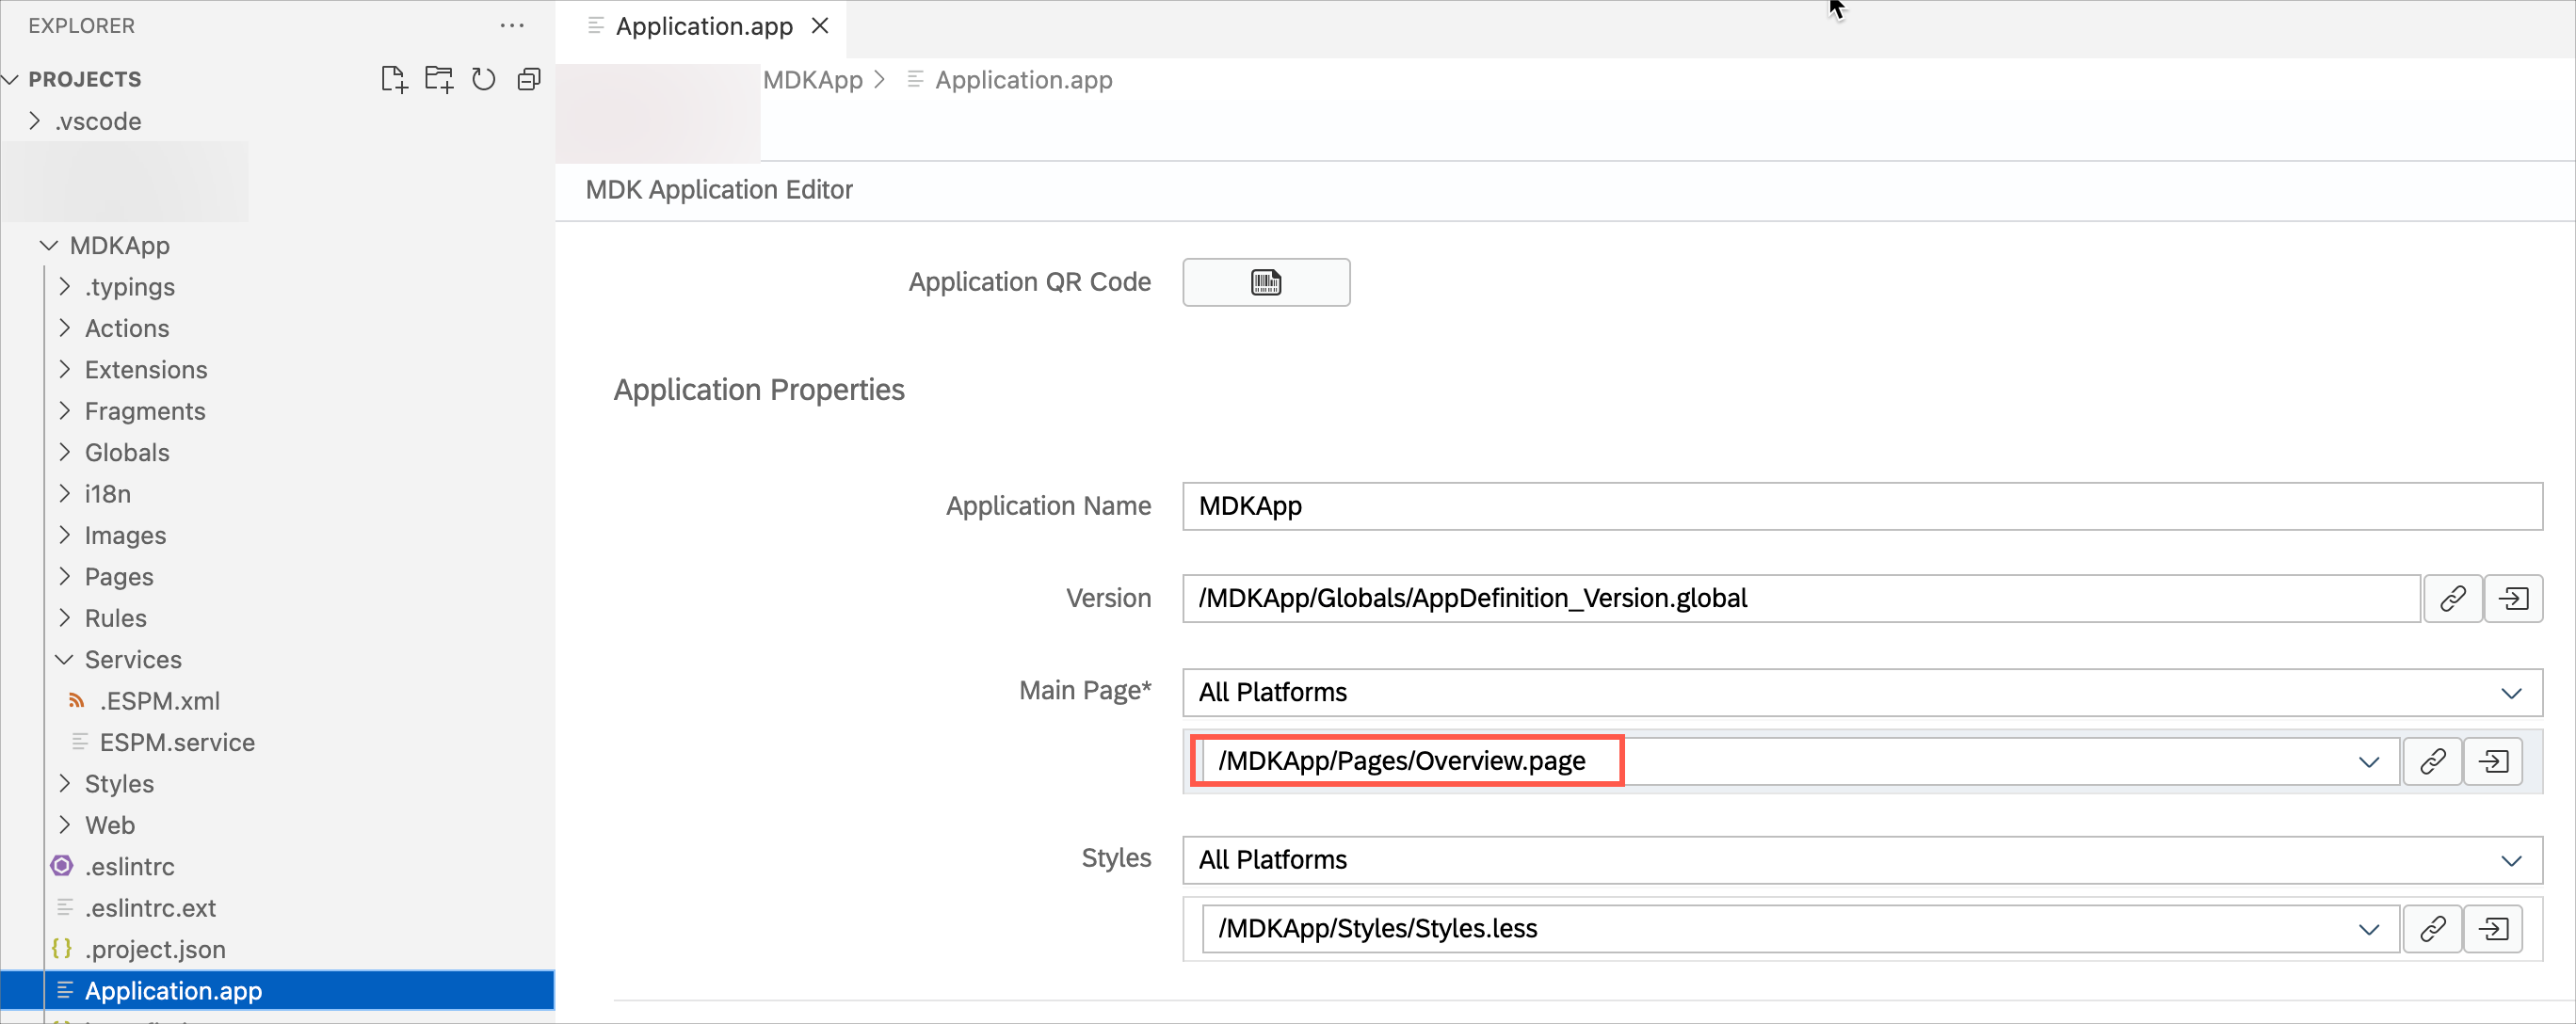 EXPLORER
PROJECTS
.vscode
MDKApp
.typings
Actions
Extensions
Fragments
Globals
i18n
Images
Pages
Rules
Services
.ESPM.xml
ESPM.service
Styles
Web
.eslintrc
.eslintrc.ext
.project.json
Application.app
Application.app
MDKApp > Application.app
MDK Application Editor
Application QR Code
Application Properties
Application Name
MDKApp
Version
/MDKApp/Globals/AppDefinition_Version.global
Main Page*
All Platforms
/MDKApp/Pages/Overview.page
Styles
All Platforms
/MDKApp/Styles/Styles.less